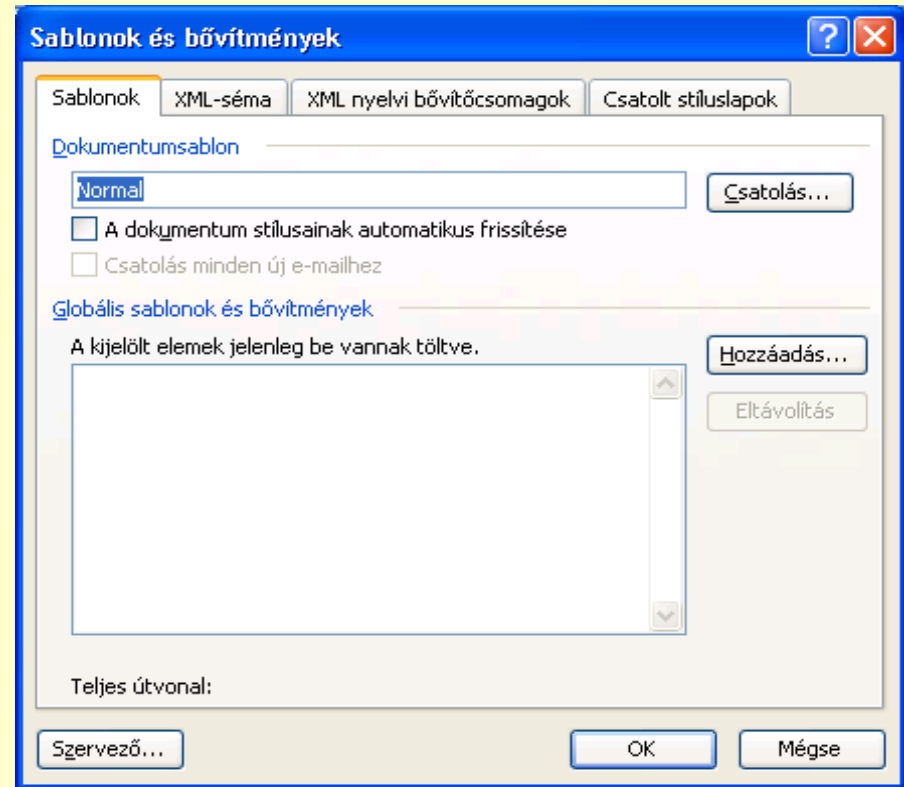 Sablonok és bővítmények
Sablonok XML-séma XML nyelvi bővítőcsomagok Csatolt stíluslapok
Dokumentumsablon
Normal Csatolás...
A dokumentum stílusainak automatikus frissítése
Csatolás minden új e-mailhez
Globális sablonok és bővítmények
A kijelölt elemek jelenleg be vannak töltve.
Hozzáadás...
Eltávolítás
Teljes útvonal:
Szervező... OK Mégse